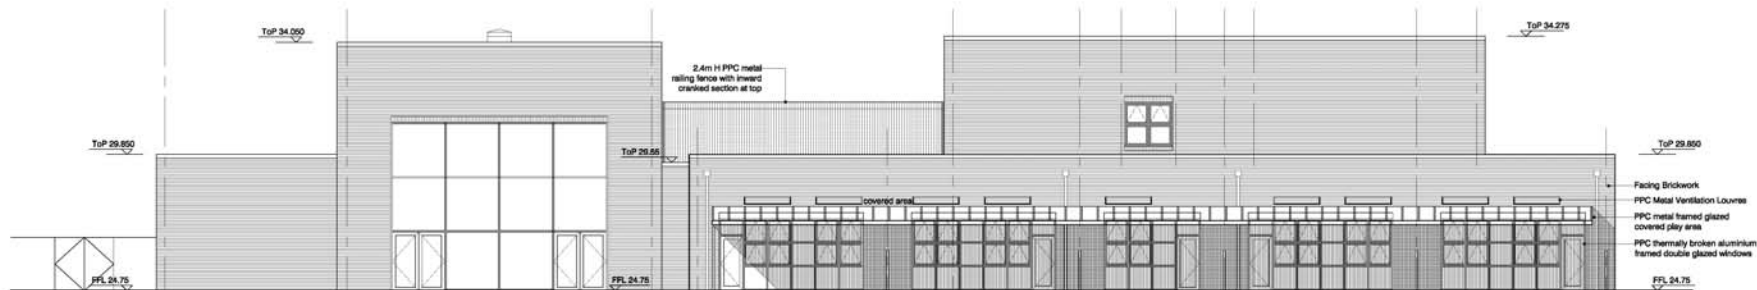 ToP 34.050
ToP 34.275
2.4m H PPC metal
railing fence with inward
cranked section at top
ToP 29.850
ToP 29.55
ToP 29.850
Facing Brickwork
covered area
PPC Metal Ventilation Louvres
PPC metal framed glazed
covered play area
PPC thermally broken aluminium
framed double glazed windows
FFL 24.75
FFL 24.75
FFL 24.75